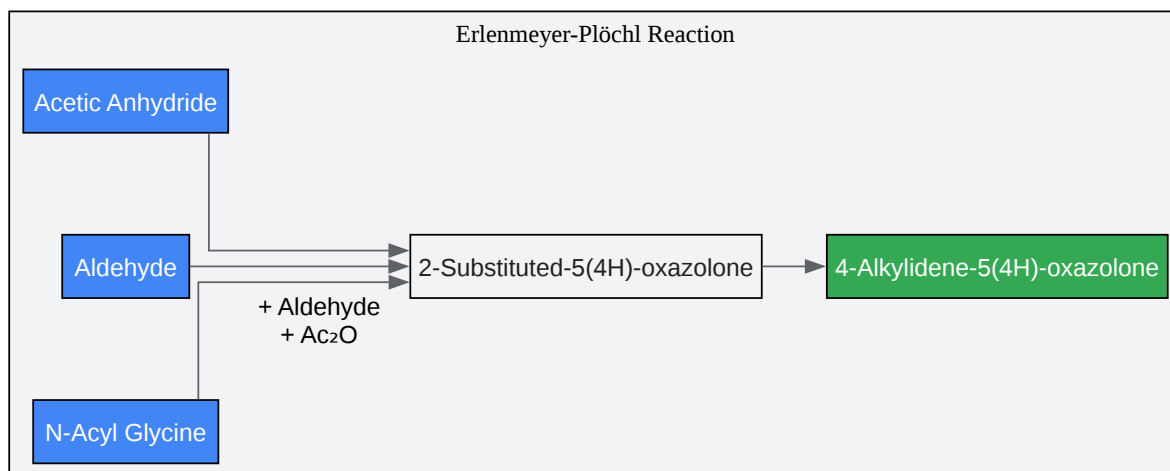 Erlenmeyer-Plöchl Reaction
Acetic Anhydride
Aldehyde
2-Substituted-5(4H)-oxazolone
4-Alkylidene-5(4H)-oxazolone
+ Aldehyde
+ Ac₂O
N-Acyl Glycine